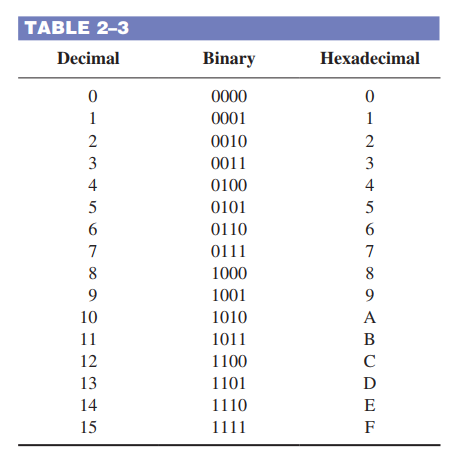 TABLE 2–3
Decimal Binary Hexadecimal
0 0000 0
1 0001 1
2 0010 2
3 0011 3
4 0100 4
5 0101 5
6 0110 6
7 0111 7
8 1000 8
9 1001 9
10 1010 A
11 1011 B
12 1100 C
13 1101 D
14 1110 E
15 1111 F